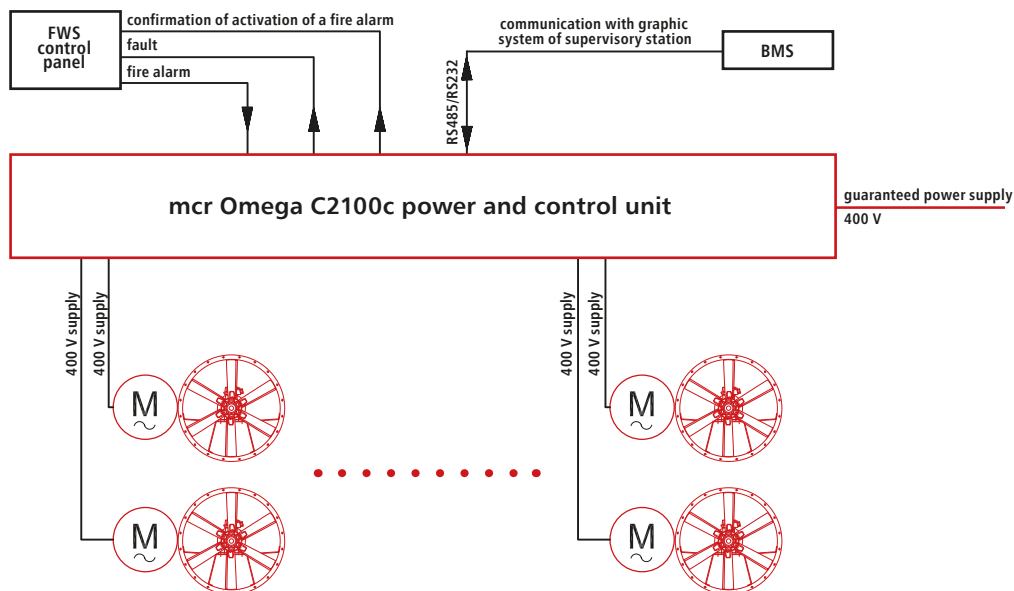 FWS
control
panel
confirmation of activation of a fire alarm
fault
fire alarm
communication with graphic
system of supervisory station
BMS
RS485/RS232
mcr Omega C2100c power and control unit
guaranteed power supply
400 V
400 V supply
400 V supply
400 V supply
400 V supply
M
M
M
M